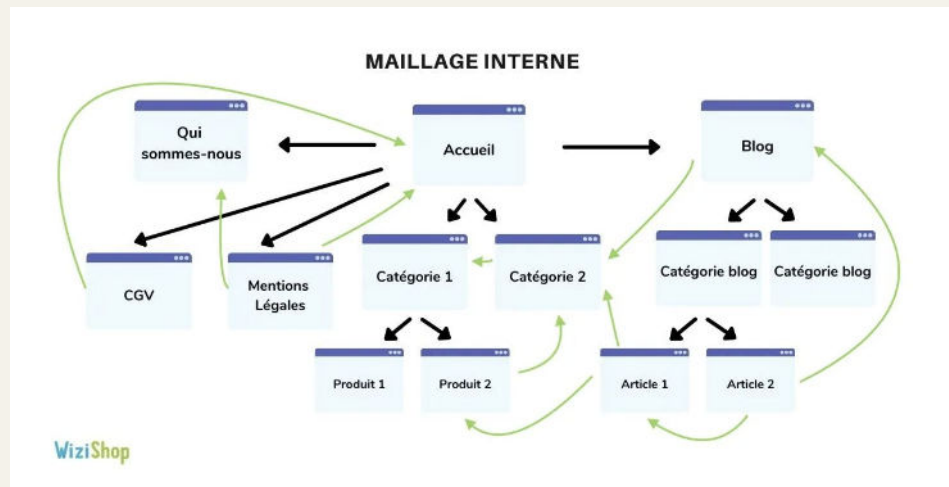 MAILLAGE INTERNE
Qui
sommes-nous
Accueil
Blog
CGV
Mentions
Légales
Catégorie 1
Catégorie 2
Catégorie blog
Catégorie blog
Produit 1
Produit 2
Article 1
Article 2
WiziShop